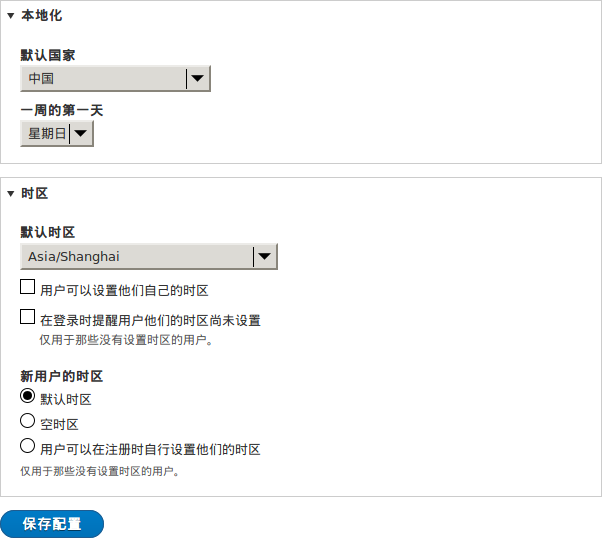 本地化
默认国家
中国
一周的第一天
星期日
时区
默认时区
Asia/Shanghai
用户可以设置他们自己的时区
在登录时提醒用户他们的时区尚未设置
仅用于那些没有设置时区的用户。
新用户的时区
默认时区
空时区
用户可以在注册时自行设置他们的时区
仅用于那些没有设置时区的用户。
保存配置